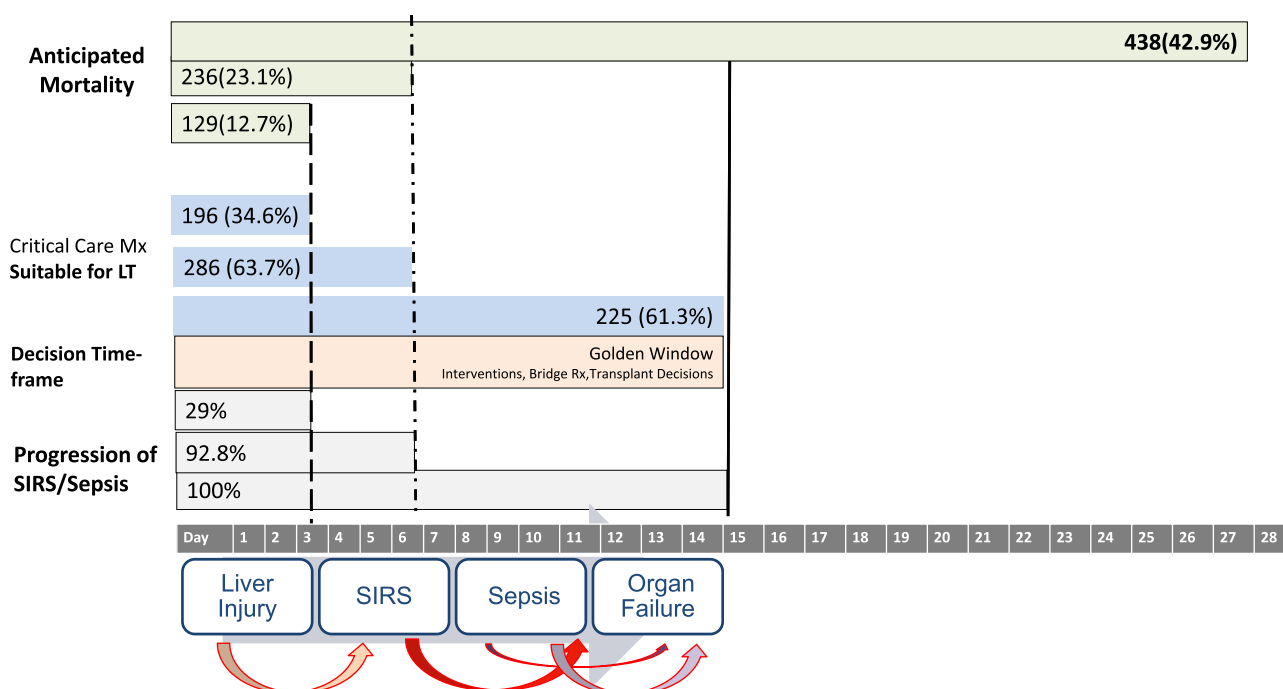 Anticipated
Mortality
438(42.9%)
236(23.1%)
129(12.7%)
196 (34.6%)
Critical Care Mx
Suitable for LT
286 (63.7%)
225 (61.3%)
Decision Time-
frame
Golden Window
Interventions, Bridge Rx,Transplant Decisions
29%
Progression of
SIRS/Sepsis
92.8%
100%
Day 1 2 3 4 5 6 7 8 9 10 11 12 13 14 15 16 17 18 19 20 21 22 23 24 25 26 27 28
Liver
Injury
SIRS
Sepsis
Organ
Failure